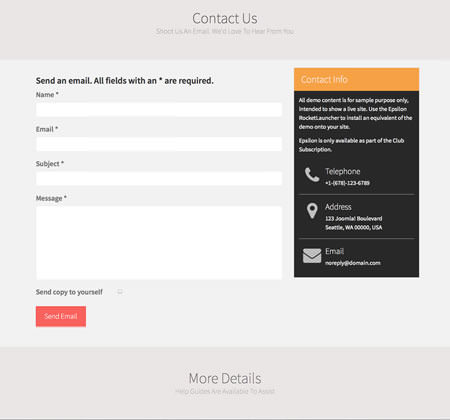 Contact Us
Shoot Us An Email. We'd Love To Hear From You
Send an email. All fields with an * are required.
Name *
Email *
Subject *
Message *
Send copy to yourself
Send Email
Contact Info
All demo content is for sample purpose only,
intended to show a live site. Use the Epsilon
RocketLauncher to install an equivalent of the
demo onto your site.
Epsilon is only available as part of the Club
Subscription.
Telephone
+1-(678)-123-6789
Address
123 Joomla! Boulevard
Seattle, WA 00000, USA
Email
noreply@domain.com
More Details
Help Guides Are Available To Assist